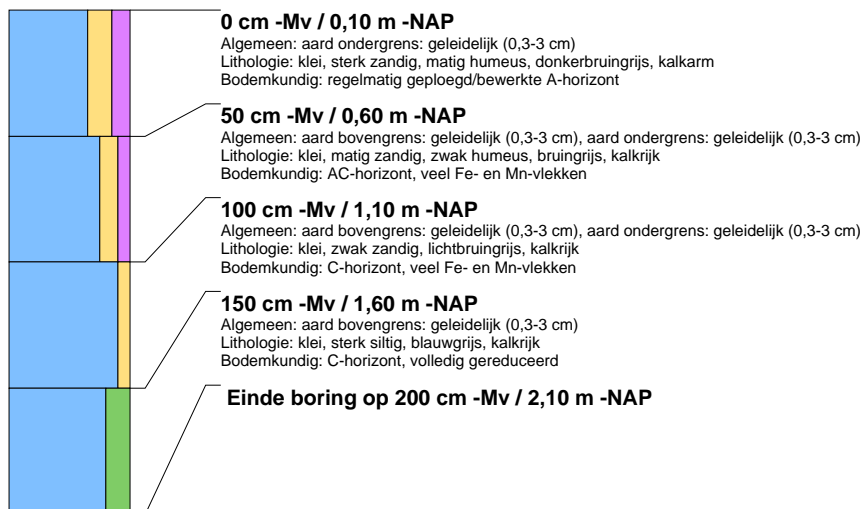 0 cm -Mv / 0,10 m -NAP
Algemeen: aard ondergrens: geleidelijk (0,3-3 cm)
Lithologie: klei, sterk zandig, matig humeus, donkerbruingrijs, kalkarm
Bodemkundig: regelmatig geploegd/bewerkte A-horizont
50 cm -Mv / 0,60 m -NAP
Algemeen: aard bovengrens: geleidelijk (0,3-3 cm), aard ondergrens: geleidelijk (0,3-3 cm)
Lithologie: klei, matig zandig, zwak humeus, bruingrijs, kalkrijk
Bodemkundig: AC-horizont, veel Fe- en Mn-vlekken
100 cm -Mv / 1,10 m -NAP
Algemeen: aard bovengrens: geleidelijk (0,3-3 cm), aard ondergrens: geleidelijk (0,3-3 cm)
Lithologie: klei, zwak zandig, lichtbruingrijs, kalkrijk
Bodemkundig: C-horizont, veel Fe- en Mn-vlekken
150 cm -Mv / 1,60 m -NAP
Algemeen: aard bovengrens: geleidelijk (0,3-3 cm)
Lithologie: klei, sterk siltig, blauwgrijs, kalkrijk
Bodemkundig: C-horizont, volledig gereduceerd
Einde boring op 200 cm -Mv / 2,10 m -NAP